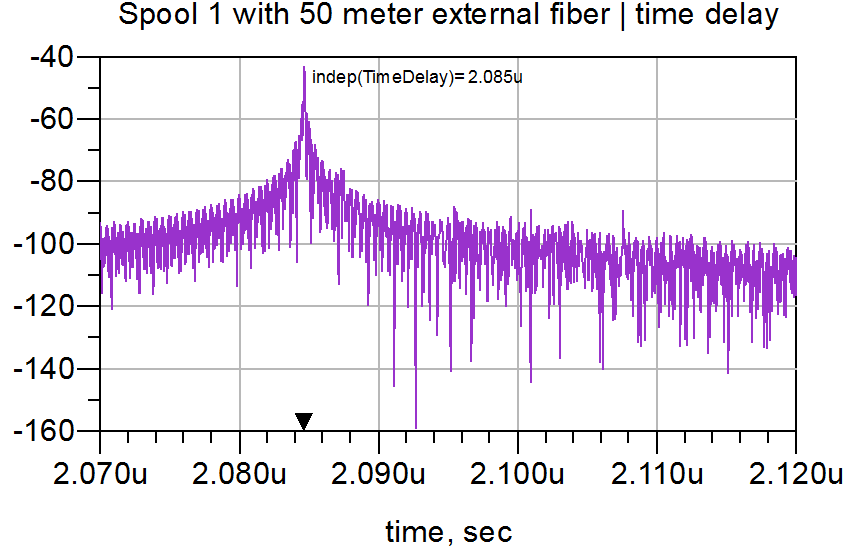 Spool 1 with 50 meter external fiber | time delay
indep(TimeDelay)= 2.085u
-40
-60
-80
-100
-120
-140
-160
2.070u 2.080u 2.090u 2.100u 2.110u 2.120u
time, sec